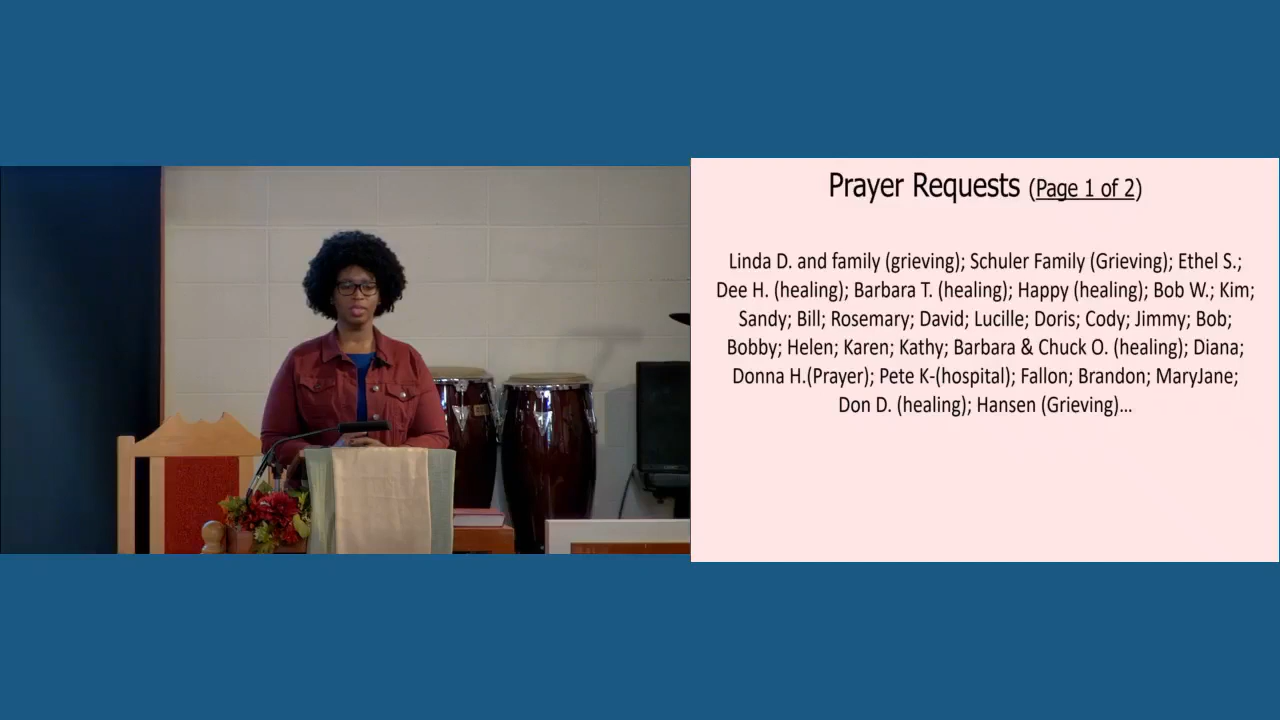 Prayer Requests (Page 1 of 2)
Linda D. and family (grieving); Schuler Family (Grieving); Ethel S.;
Dee H. (healing); Barbara T. (healing); Happy (healing); Bob W.; Kim;
Sandy; Bill; Rosemary; David; Lucille; Doris; Cody; Jimmy; Bob;
Bobby; Helen; Karen; Kathy; Barbara & Chuck O. (healing); Diana;
Donna H.(Prayer); Pete K-(hospital); Fallon; Brandon; MaryJane;
Don D. (healing); Hansen (Grieving)...